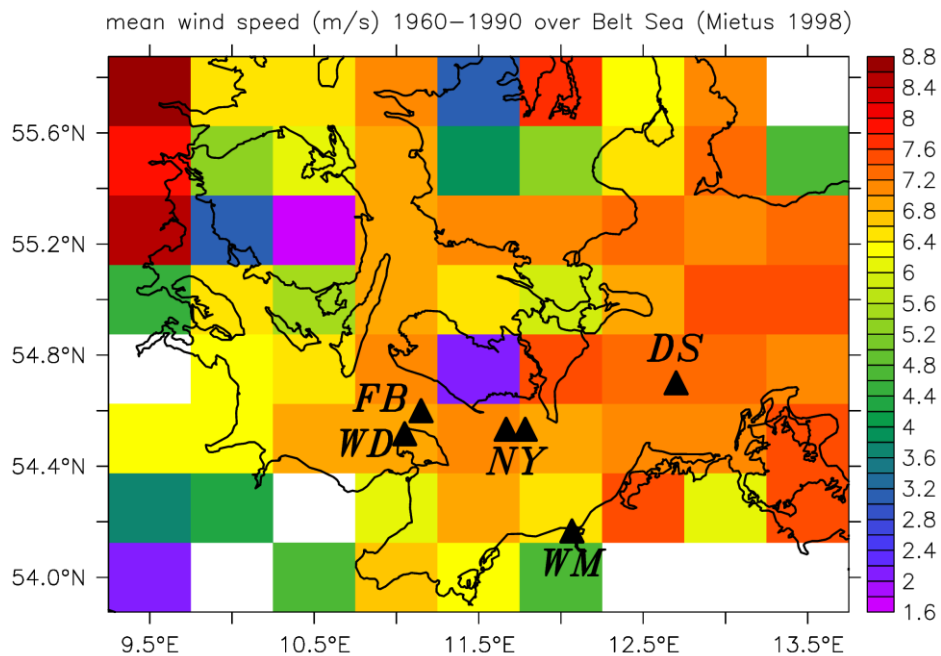 mean wind speed (m/s) 1960−1990 over Belt Sea (Mietus 1998)
8.8
8.4
8
7.6
7.2
6.8
6.4
6
5.6
5.2
4.8
4.4
4
3.6
3.2
2.8
2.4
2
1.6
55.6°N
55.2°N
54.8°N
54.4°N
54.0°N
DS
FB
WD
NY
WM
9.5°E
10.5°E
11.5°E
12.5°E
13.5°E